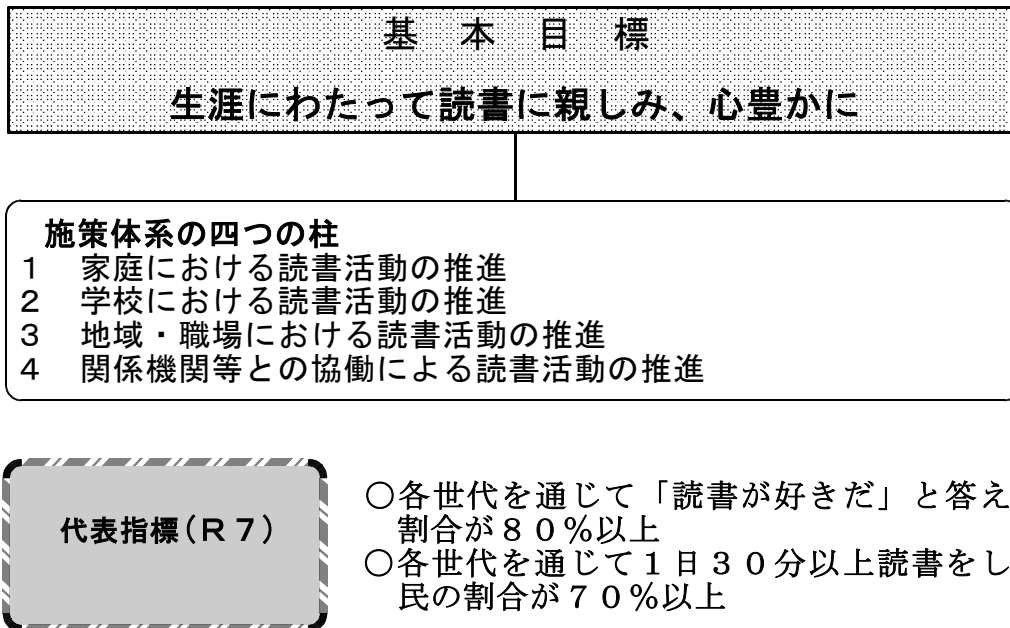 基　本　目　標
生涯にわたって読書に親しみ、心豊かに
施策体系の四つの柱
１　家庭における読書活動の推進
２　学校における読書活動の推進
３　地域・職場における読書活動の推進
４　関係機関等との協働による読書活動の推進
代表指標（Ｒ７）
○各世代を通じて「読書が好きだ」と答え
割合が８０％以上
○各世代を通じて１日３０分以上読書をし
民の割合が７０％以上